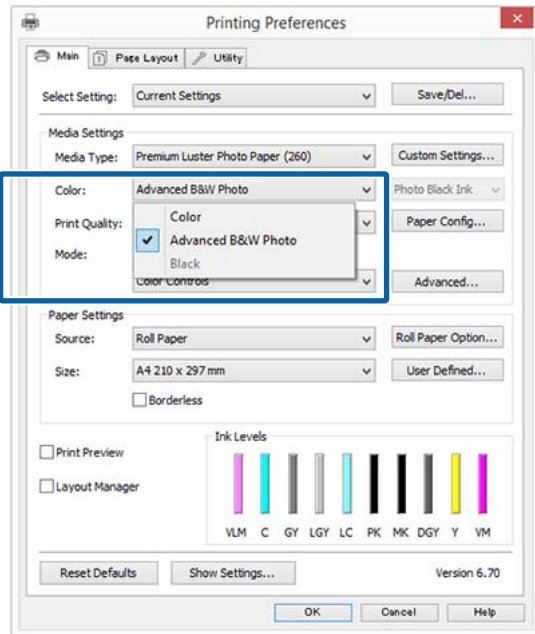 Printing Preferences
Main Page Layout Utility
Select Setting: Current Settings Save/Del...
Media Settings
Media Type: Premium Luster Photo Paper (260) Custom Settings...
Color: Advanced B&W Photo Photo Black Ink
Color
Print Quality: Paper Config...
Advanced B&W Photo
Mode:
Black
Color Controls Advanced...
Paper Settings
Source: Roll Paper Roll Paper Option...
Size: A4 210 x 297 mm User Defined...
Borderless
Ink Levels
Print Preview
Layout Manager
VLM C GY LGY LC PK MK DGY Y VM
Reset Defaults Show Settings... Version 6.70
OK Cancel Help